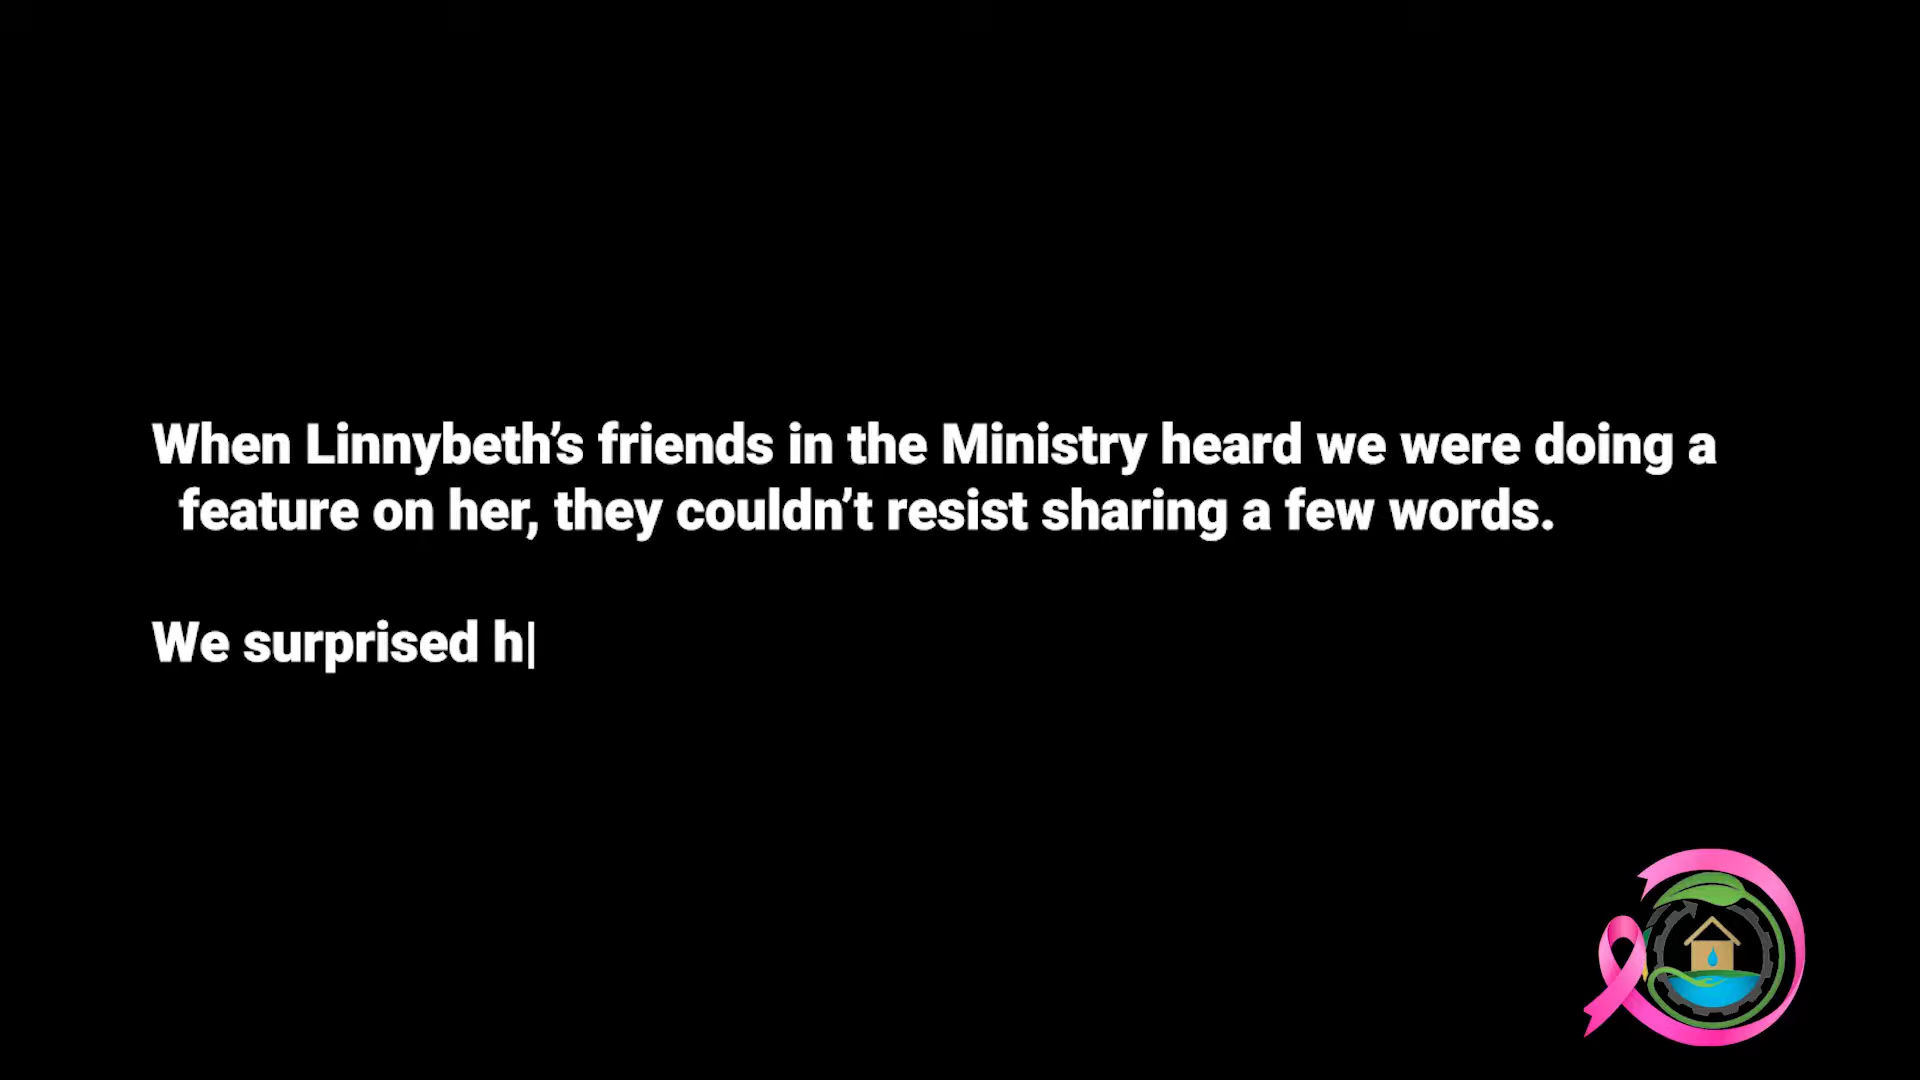 When Linnybeth’s friends in the Ministry heard we were doing a
feature on her, they couldn’t resist sharing a few words.
We surprised h|